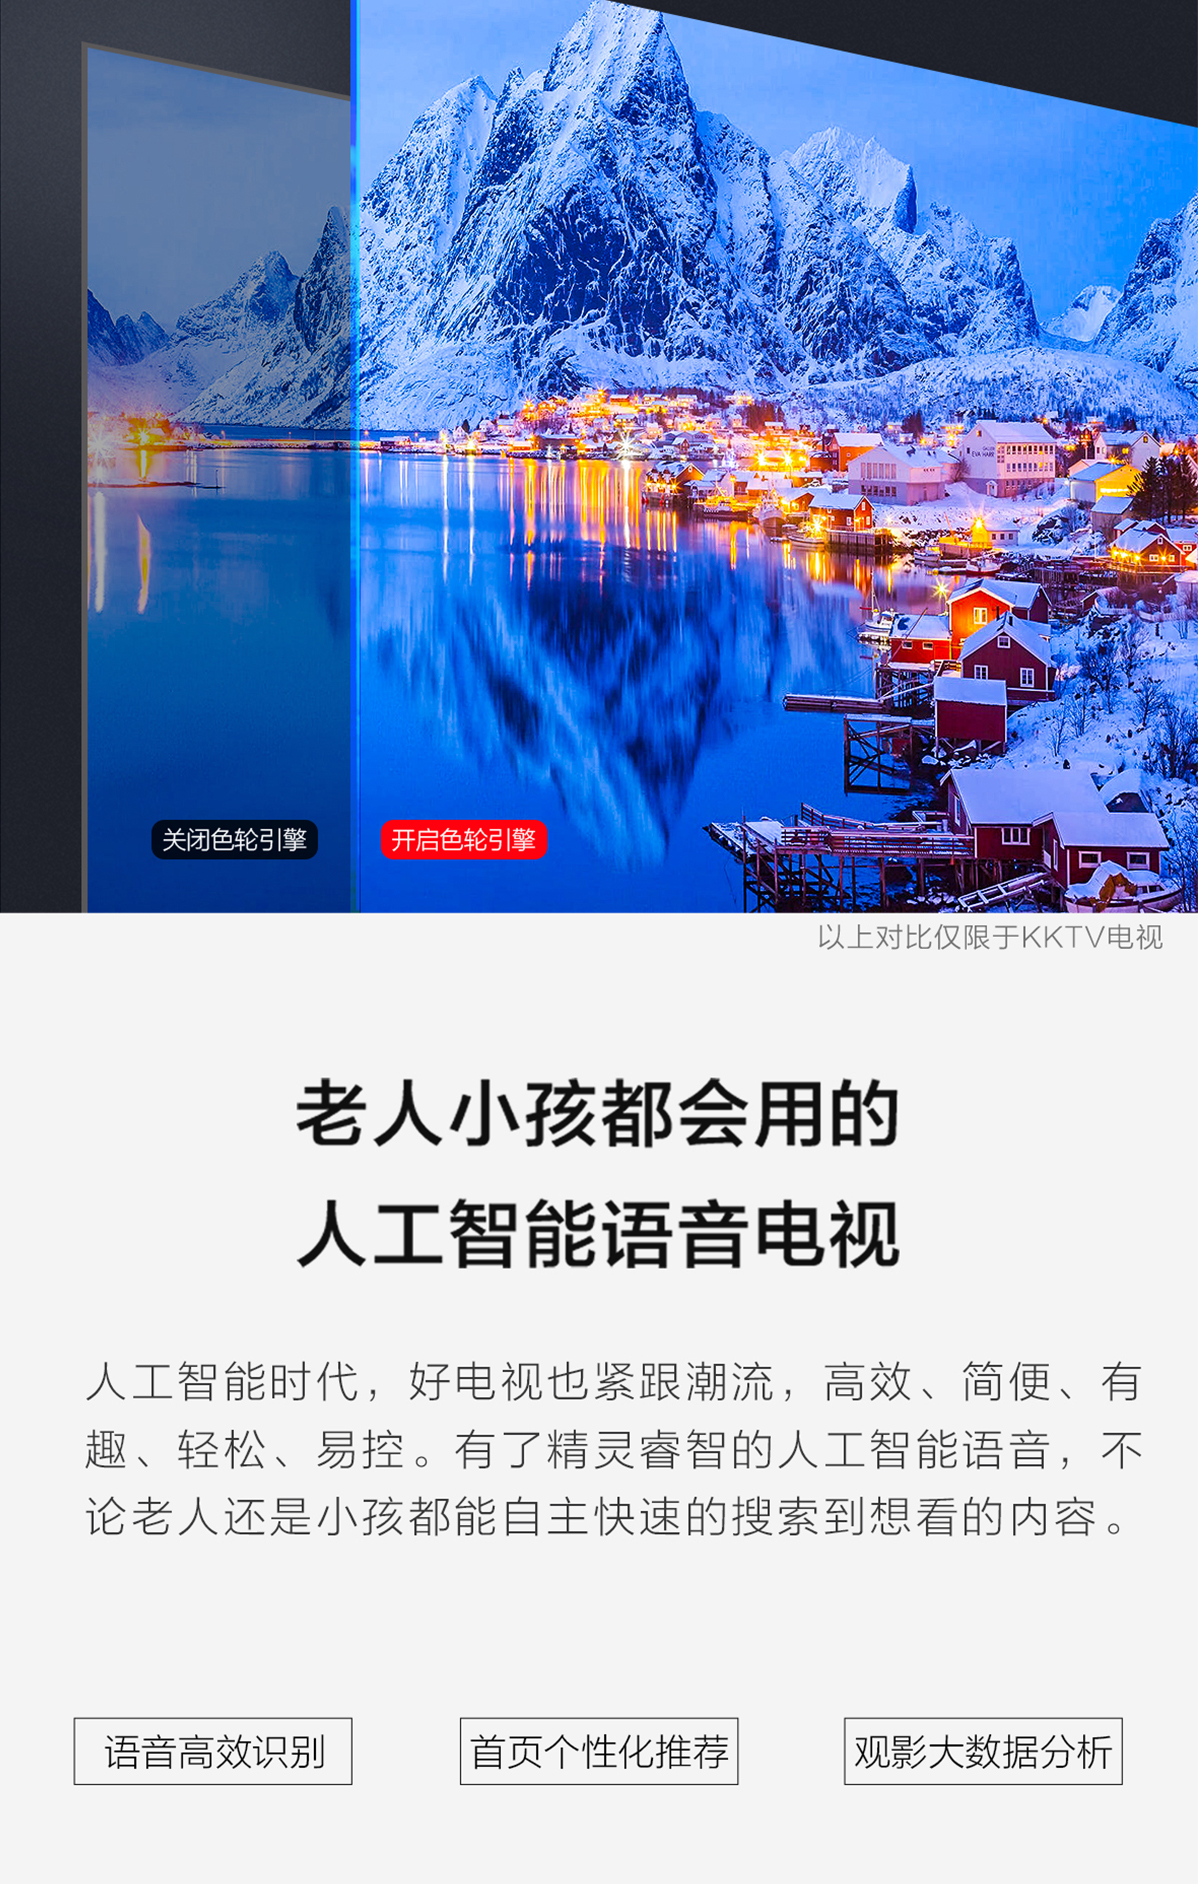 关闭色轮引擎
开启色轮引擎
以上对比仅限于KKTV电视
老人小孩都会用的
人工智能语音电视
人工智能时代，好电视也紧跟潮流，高效、简便、有
趣、轻松、易控。有了精灵睿智的人工智能语音，不
论老人还是小孩都能自主快速的搜索到想看的内容。
语音高效识别
首页个性化推荐
观影大数据分析